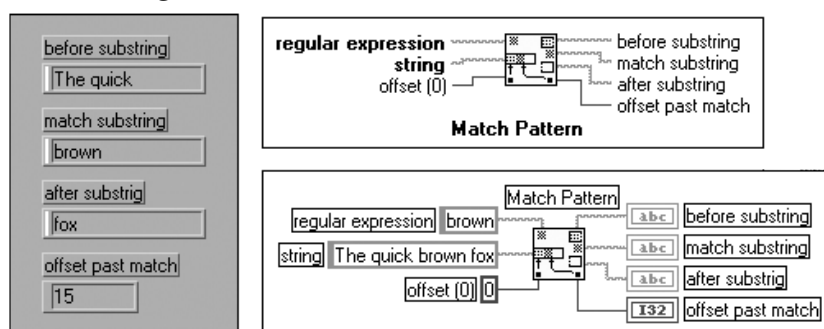 before substring
The quick
match substring
brown
after substrig
fox
offset past match
15
regular expression
string
offset (0)
before substring
match substring
after substring
offset past match
Match Pattern
Match Pattern
regular expression brown
string The quick brown fox
offset (0) 0
abc before substring
abc match substring
abc after substrig
I32 offset past match